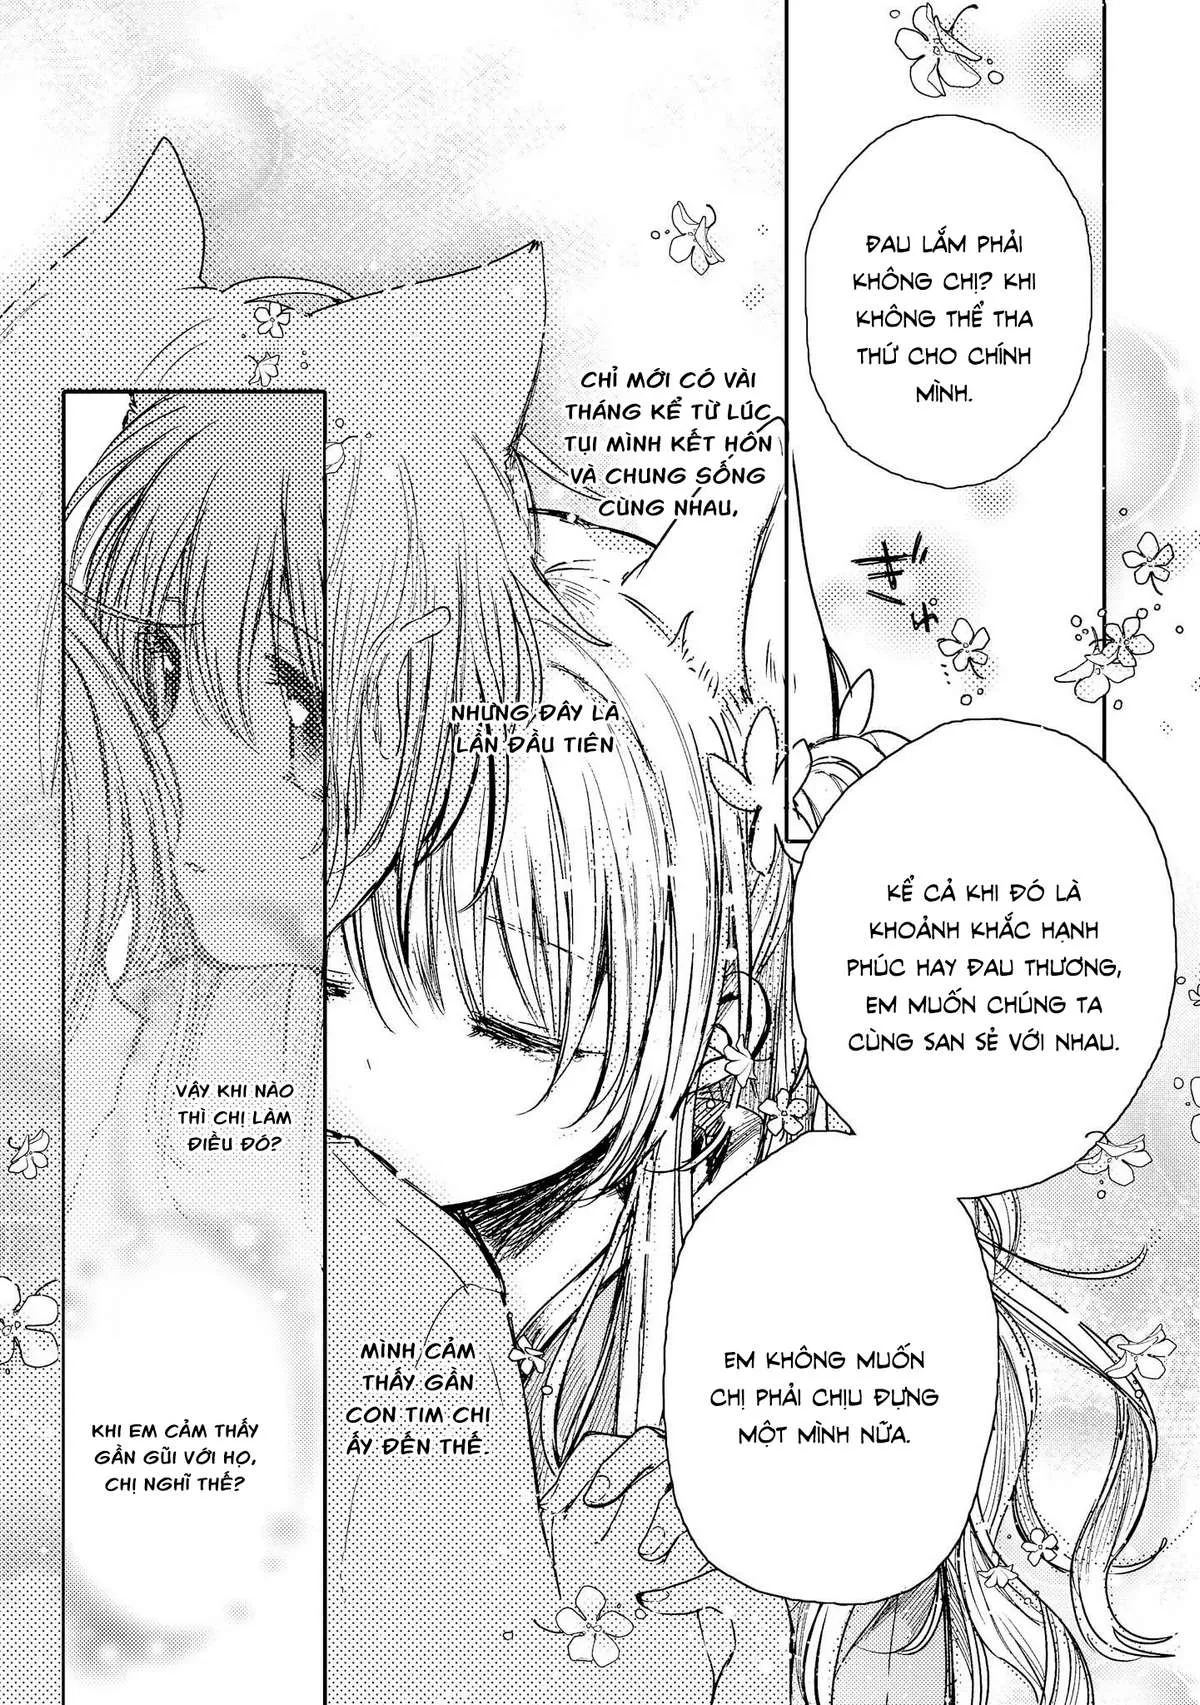 ĐAU LẮM PHẢI
KHÔNG CHỊ? KHI
KHÔNG THỂ THA
THỨ CHO CHÍNH
MÌNH.
ギュ
KỂ CẢ KHI ĐÓ LÀ
KHOẢNH KHẮC HẠNH
PHÚC HAY ĐAU THƯƠNG,
EM MUỐN CHÚNG TA
CÙNG SAN SẺ VỚI NHAU.
EM KHÔNG MUỐN
CHỊ PHẢI CHỊU ĐỰNG
MỘT MÌNH NỮA.
CHỈ MỚI CÓ VÀI
THÁNG KỂ TỪ LÚC
TỤI MÌNH KẾT HÔN
VÀ CHUNG SỐNG
CÙNG NHAU,
NHƯNG ĐÂY LÀ
LẦN ĐẦU TIÊN
MÌNH CẢM
THẤY GẦN
CON TIM CHỊ
ẤY ĐẾN THẾ.
VẬY KHI NÀO
THÌ CHỊ LÀM
ĐIỀU ĐÓ?
KHI EM CẢM THẤY
GẦN GŨI VỚI HỌ,
CHỊ NGHĨ THẾ?